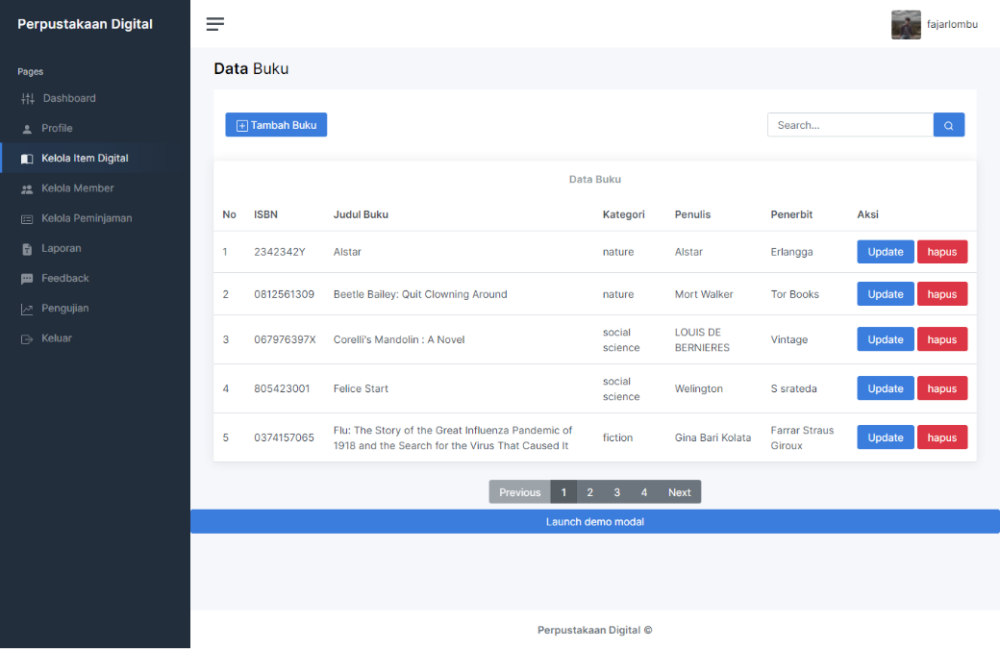 Perpustakaan Digital
fajarlombu
Pages
Dashboard
Profile
Kelola Item Digital
Kelola Member
Kelola Peminjaman
Laporan
Feedback
Pengujian
Keluar
Data Buku
Tambah Buku
Search...
Data Buku
No ISBN Judul Buku Kategori Penulis Penerbit Aksi
1 2342342Y Alstar nature Alstar Erlangga Update hapus
2 0812561309 Beetle Bailey: Quit Clowning Around nature Mort Walker Tor Books Update hapus
3 067976397X Corelli's Mandolin : A Novel social science LOUIS DE BERNIERES Vintage Update hapus
4 805423001 Felice Start social science Welington S srateda Update hapus
5 0374157065 Flu: The Story of the Great Influenza Pandemic of 1918 and the Search for the Virus That Caused It fiction Gina Bari Kolata Farrar Straus Giroux Update hapus
Previous 1 2 3 4 Next
Launch demo modal
Perpustakaan Digital ©